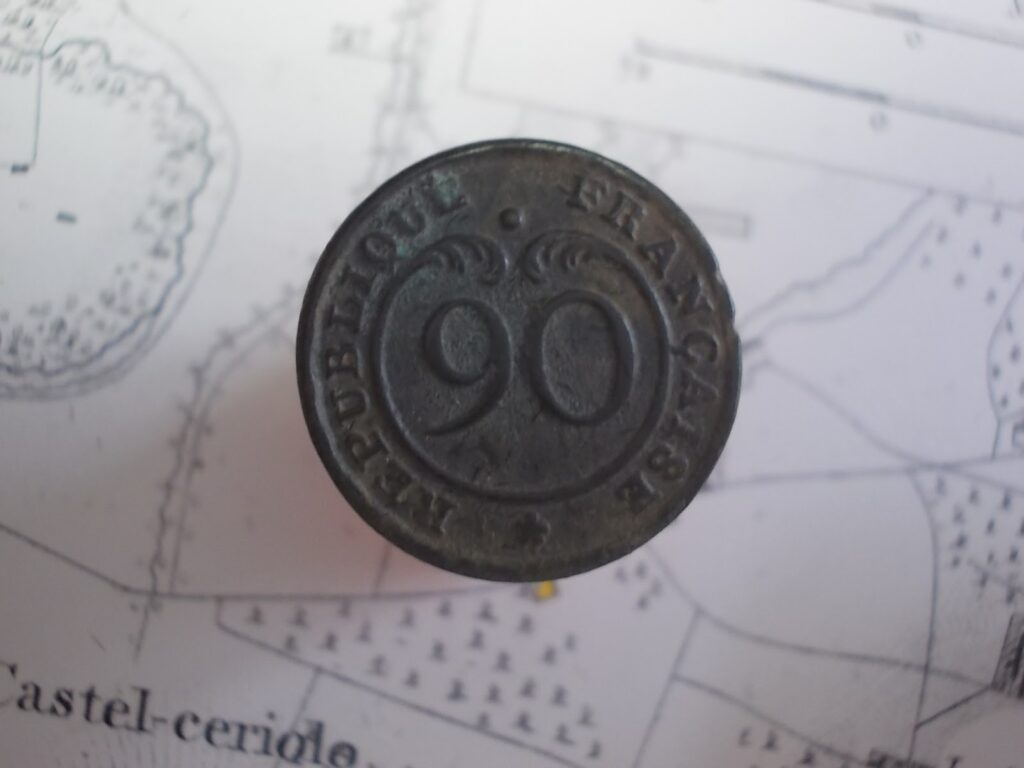 REPUBLIQUE FRANCAISE
90
Castel-ceriolo